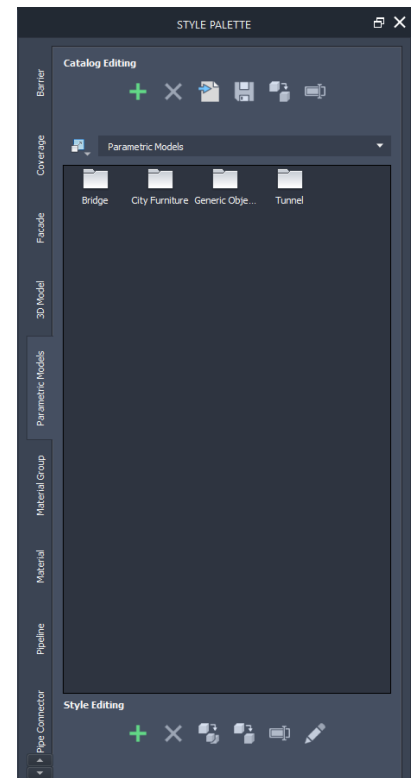 STYLE PALETTE
Barrier
Coverage
Facade
3D Model
Parametric Models
Material Group
Material
Pipeline
Pipe Connector
Catalog Editing
Parametric Models
Bridge City Furniture Generic Obje... Tunnel
Style Editing